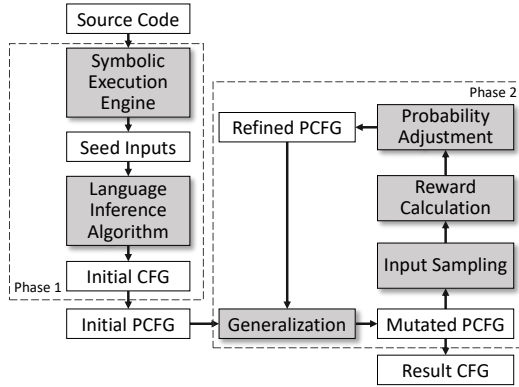 Source Code
Symbolic
Execution
Engine
Seed Inputs
Language
Inference
Algorithm
Phase 1
Initial CFG
Initial PCFG
Phase 2
Refined PCFG
Probability
Adjustment
Reward
Calculation
Input Sampling
Generalization
Mutated PCFG
Result CFG